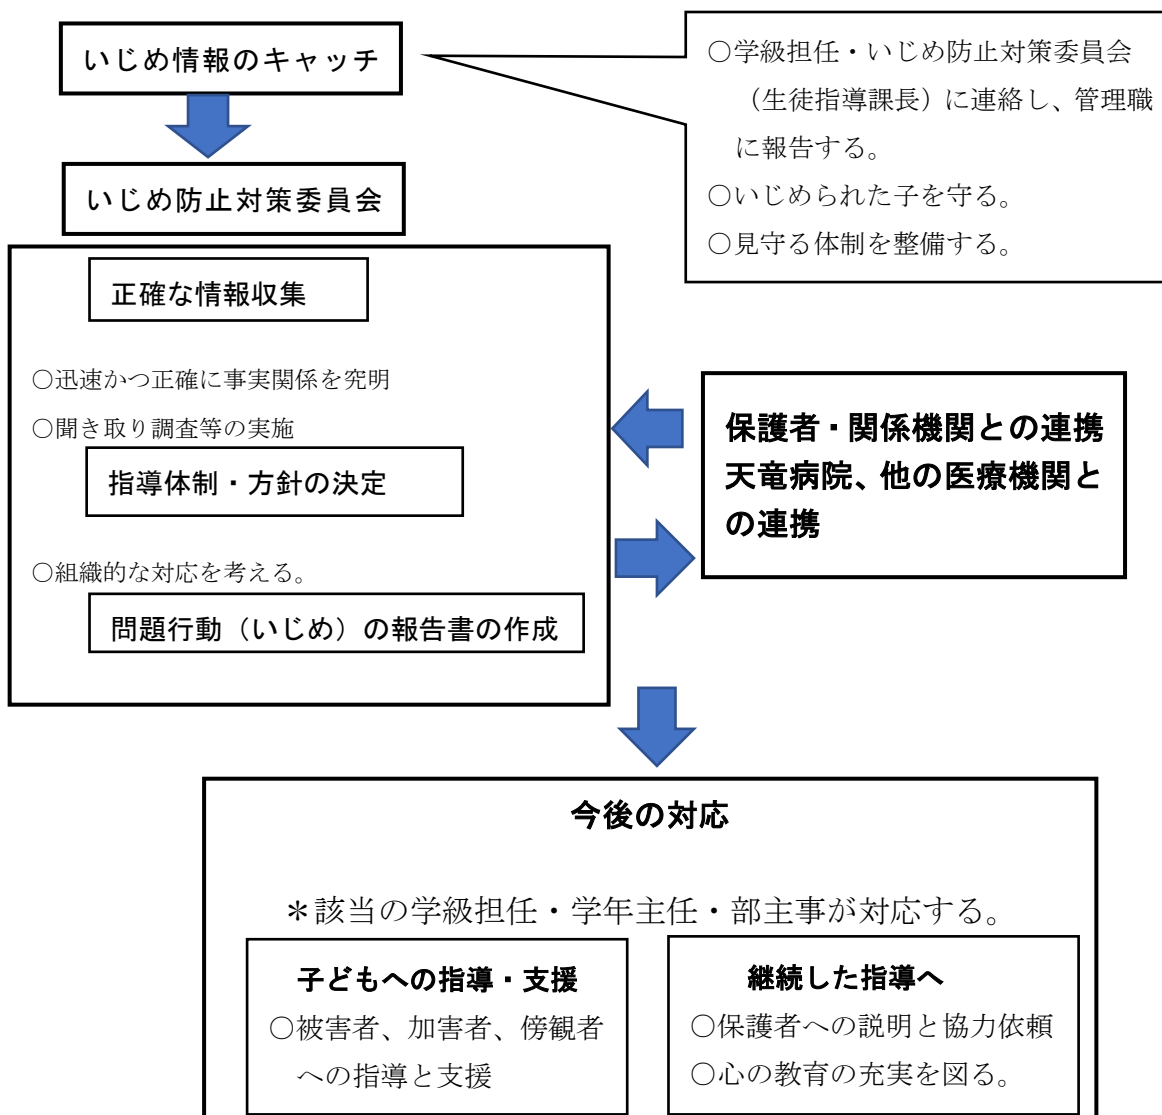 いじめ情報のキャッチ
○学級担任・いじめ防止対策委員会
（生徒指導課長）に連絡し、管理職
に報告する。
○いじめられた子を守る。
○見守る体制を整備する。
いじめ防止対策委員会
正確な情報収集
○迅速かつ正確に事実関係を究明
○聞き取り調査等の実施
指導体制・方針の決定
○組織的な対応を考える。
問題行動（いじめ）の報告書の作成
保護者・関係機関との連携
天竜病院、他の医療機関と
の連携
今後の対応
＊該当の学級担任・学年主任・部主事が対応する。
子どもへの指導・支援
○被害者、加害者、傍観者
への指導と支援
継続した指導へ
○保護者への説明と協力依頼
○心の教育の充実を図る。